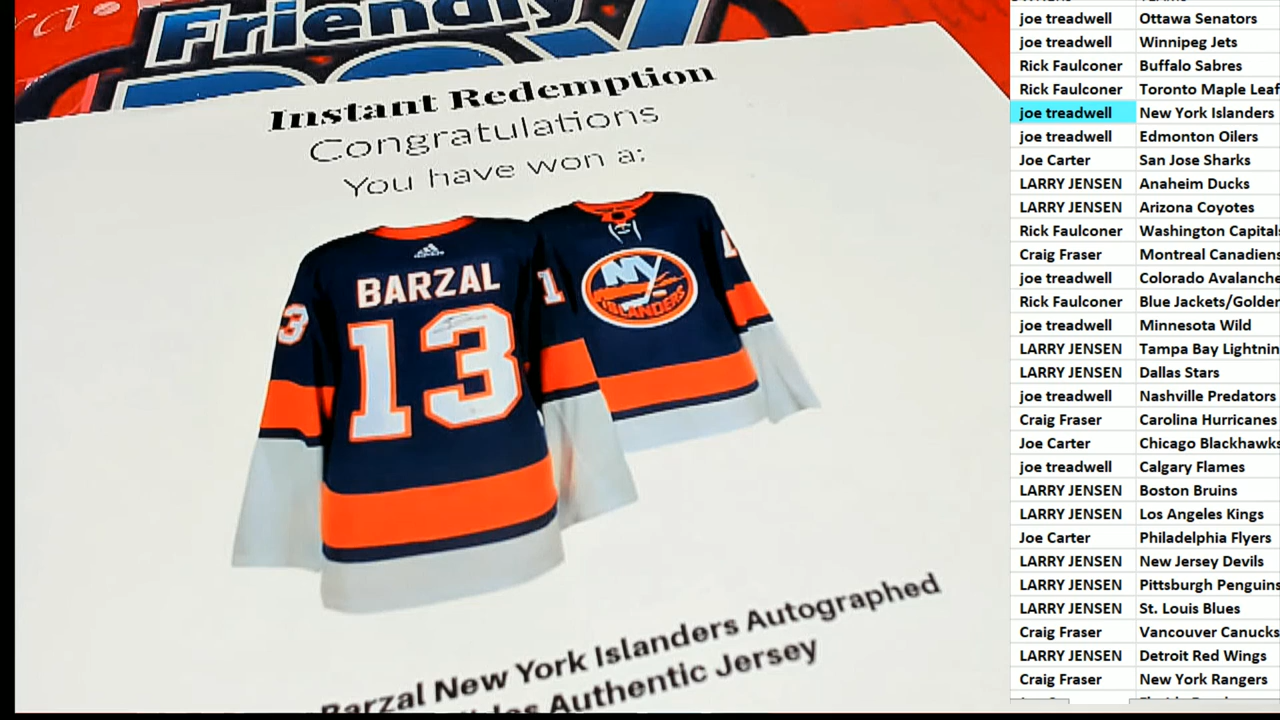 Friendly
Instant Redemption
Congratulations
You have won a:
BARZAL
13
3
1
NY
ISLANDERS
Barzal New York Islanders Autographed
Authentic Jersey
joe treadwell Ottawa Senators
joe treadwell Winnipeg Jets
Rick Faulconer Buffalo Sabres
Rick Faulconer Toronto Maple Leaf
joe treadwell New York Islanders
joe treadwell Edmonton Oilers
Joe Carter San Jose Sharks
LARRY JENSEN Anaheim Ducks
LARRY JENSEN Arizona Coyotes
Rick Faulconer Washington Capitals
Craig Fraser Montreal Canadiens
joe treadwell Colorado Avalanche
Rick Faulconer Blue Jackets/Golden
joe treadwell Minnesota Wild
LARRY JENSEN Tampa Bay Lightnin
LARRY JENSEN Dallas Stars
joe treadwell Nashville Predators
Craig Fraser Carolina Hurricanes
Joe Carter Chicago Blackhawks
joe treadwell Calgary Flames
LARRY JENSEN Boston Bruins
LARRY JENSEN Los Angeles Kings
Joe Carter Philadelphia Flyers
LARRY JENSEN New Jersey Devils
LARRY JENSEN Pittsburgh Penguins
LARRY JENSEN St. Louis Blues
Craig Fraser Vancouver Canucks
LARRY JENSEN Detroit Red Wings
Craig Fraser New York Rangers